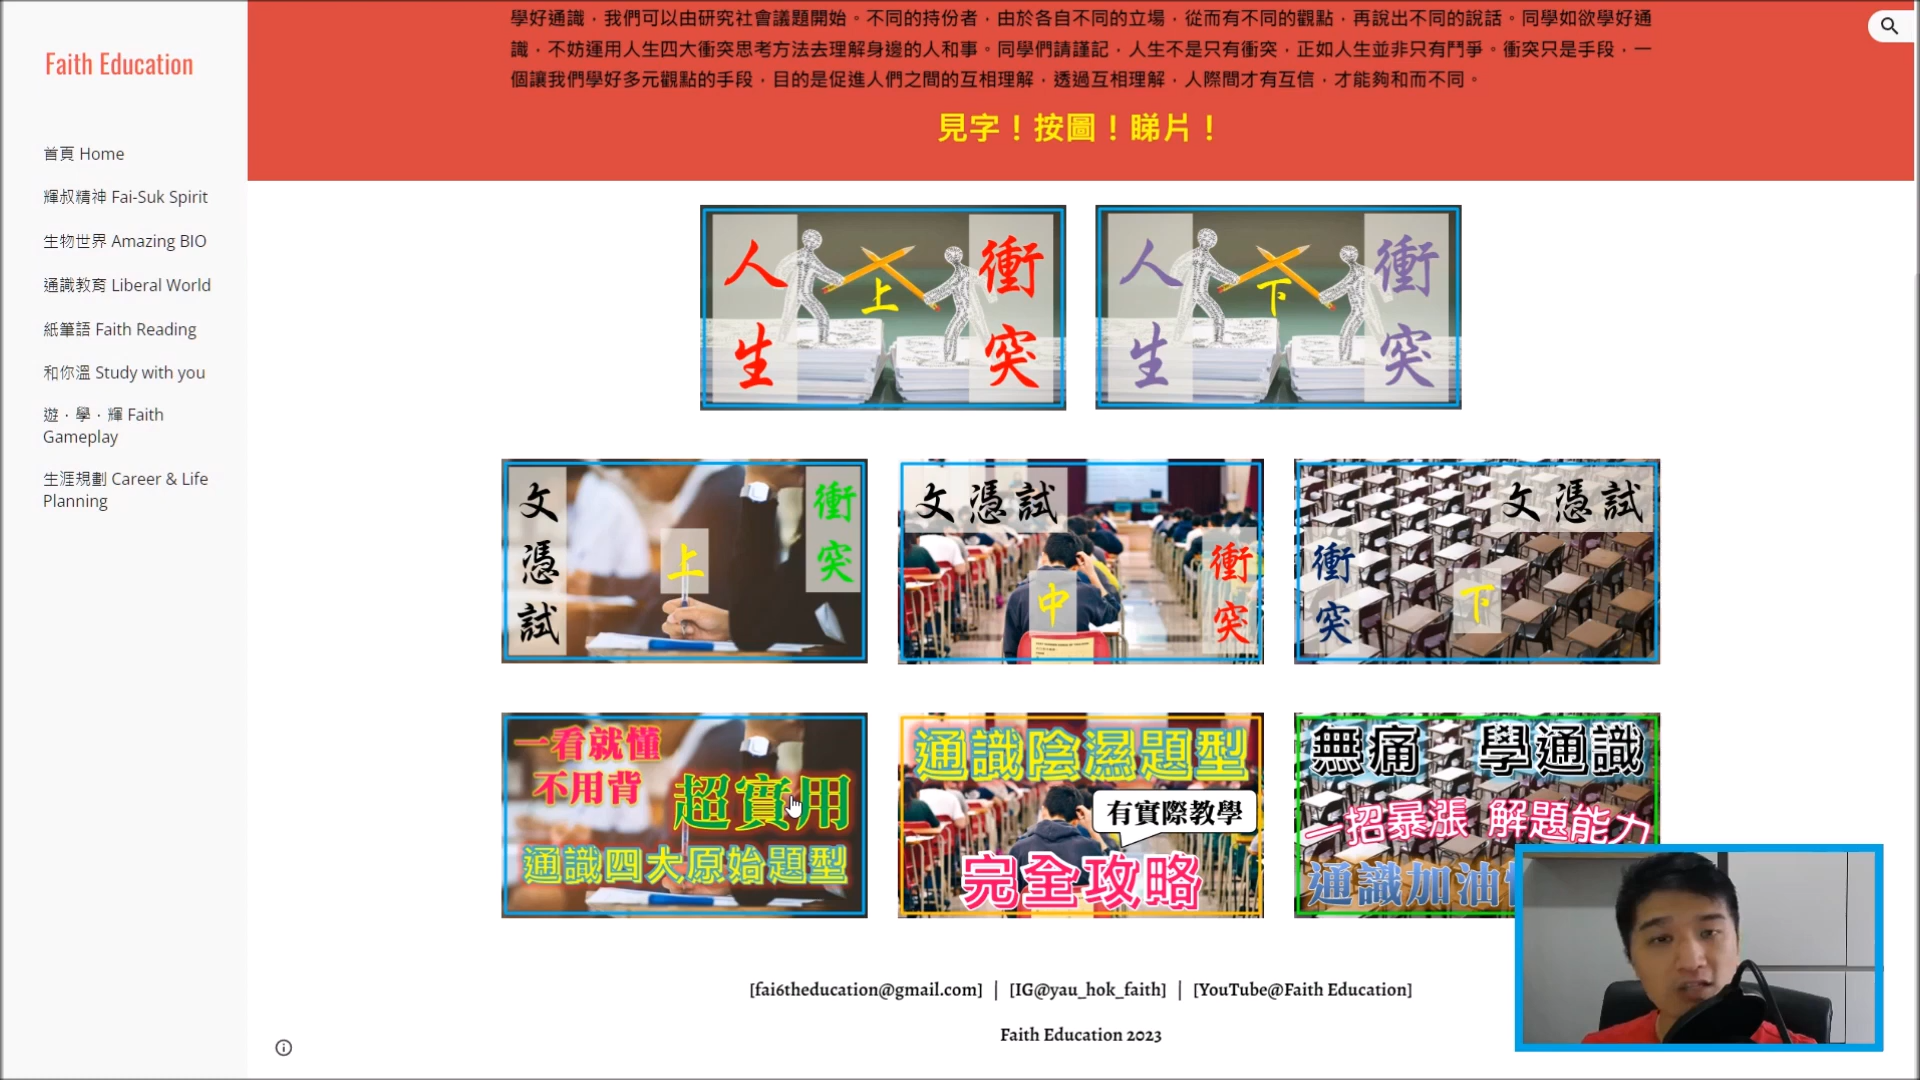 Faith Education
首頁 Home
輝叔精神 Fai-Suk Spirit
生物世界 Amazing BIO
通識教育 Liberal World
紙筆語 Faith Reading
和你溫 Study with you
遊．學．輝 Faith
Gameplay
生涯規劃 Career & Life
Planning
學好通識，我們可以由研究社會議題開始。不同的持份者，由於各自不同的立場，從而有不同的觀點，再說出不同的說話。同學如欲學好通
識，不妨運用人生四大衝突思考方法去理解身邊的人和事。同學們請謹記，人生不是只有衝突，正如人生並非只有鬥爭。衝突只是手段，一
個讓我們學好多元觀點的手段，目的是促進人們之間的互相理解，透過互相理解，人際間才有互信，才能夠和而不同。
見字！按圖！睇片！
人生
上
衝突
人生
下
衝突
文憑試
上
衝突
文憑試
中
衝突
文憑試
衝突
下
一看就懂
不用背
超實用
通識四大原始題型
通識陰濕題型
有實際教學
完全攻略
無痛 學通識
一招暴漲 解題能力
通識加油
[fai6theducation@gmail.com] | [IG@yau_hok_faith] | [YouTube@Faith Education]
Faith Education 2023